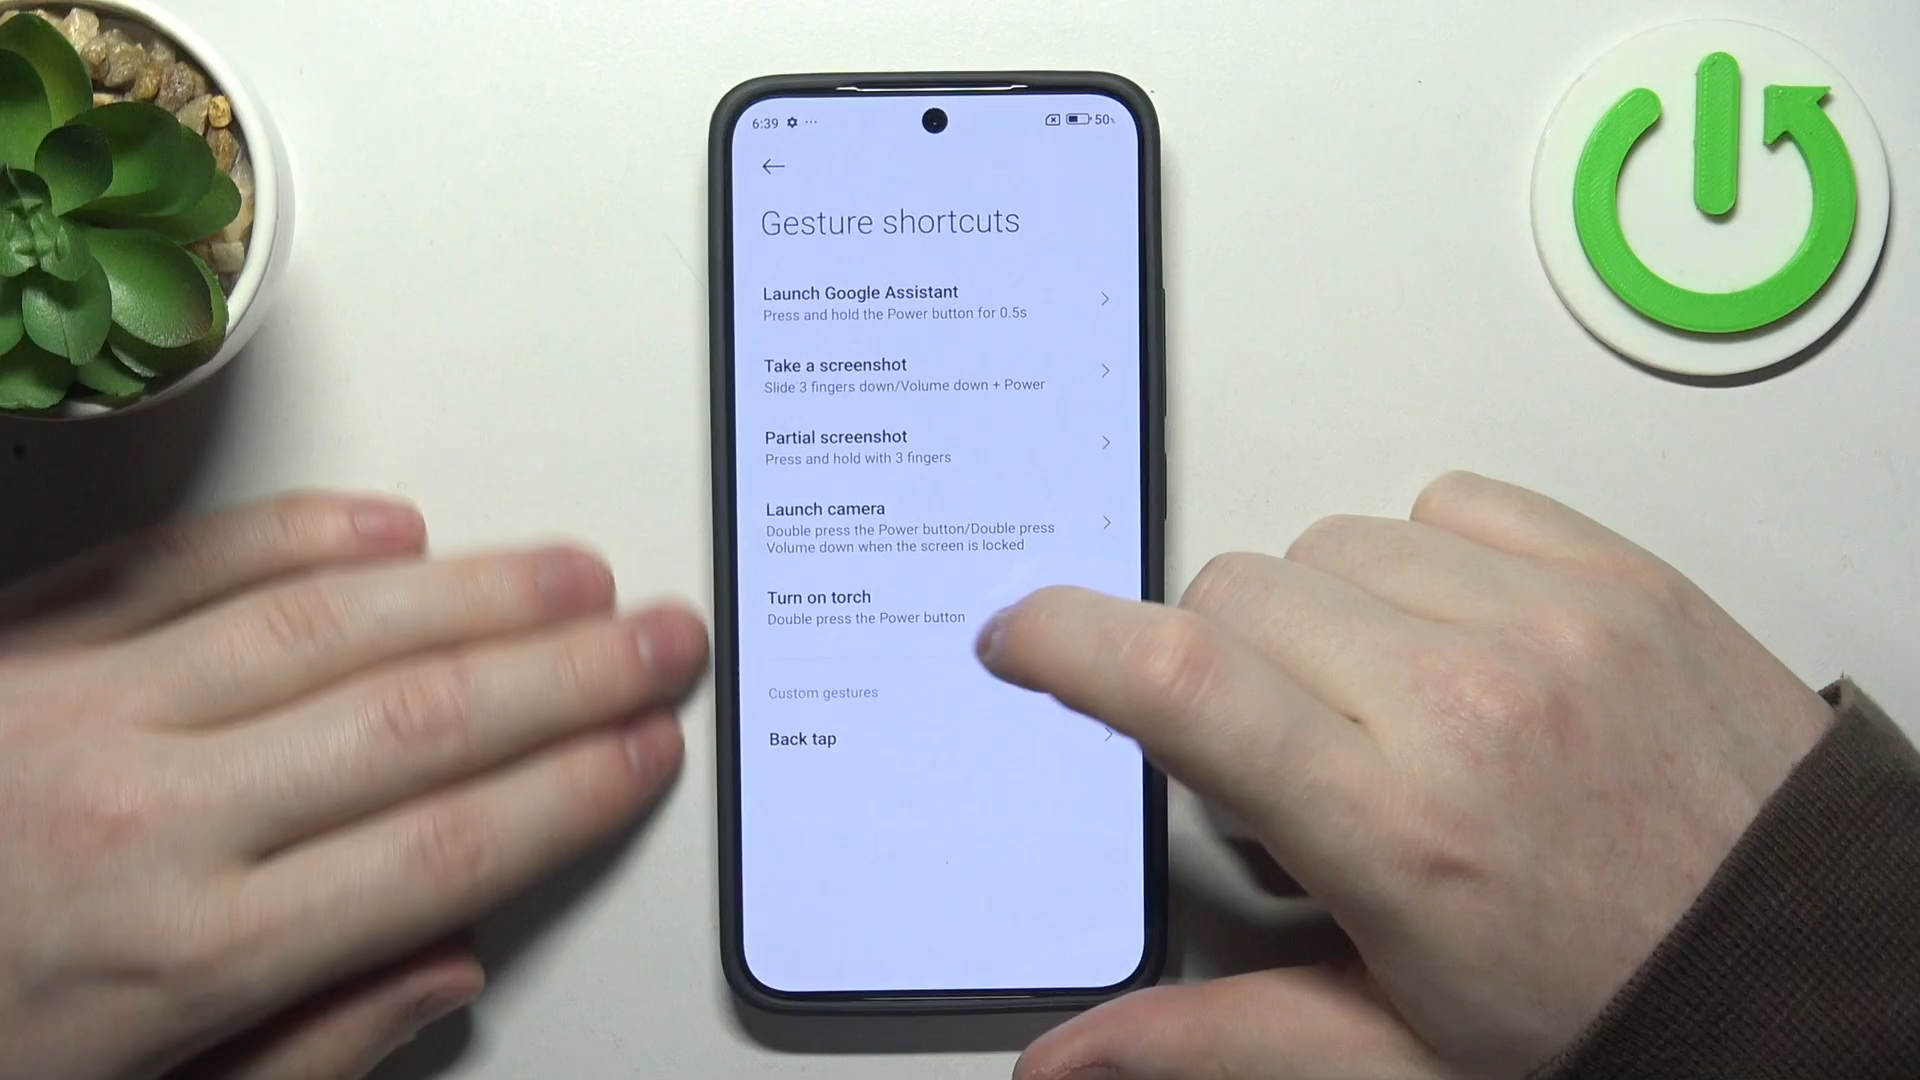 6:39
50%
Gesture shortcuts
Launch Google Assistant
Press and hold the Power button for 0.5s
Take a screenshot
Slide 3 fingers down/Volume down + Power
Partial screenshot
Press and hold with 3 fingers
Launch camera
Double press the Power button/Double press
Volume down when the screen is locked
Turn on torch
Double press the Power button
Custom gestures
Back tap